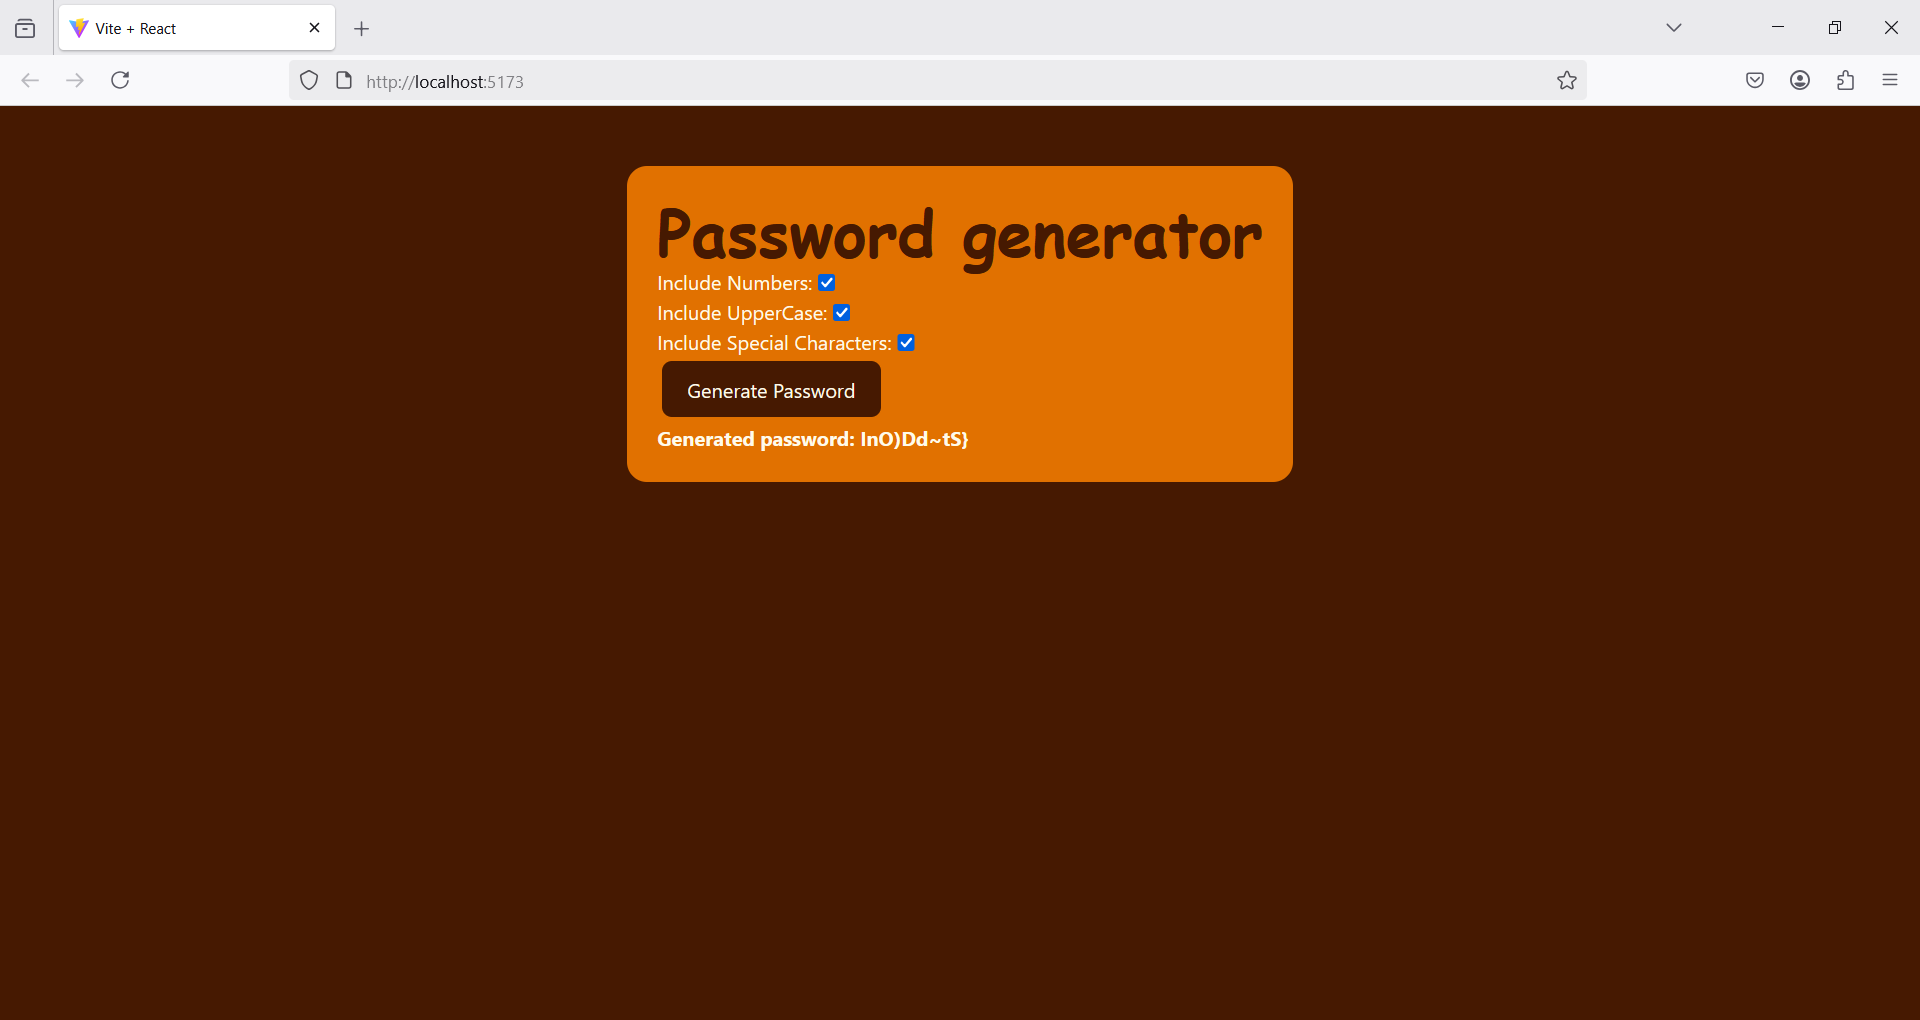 Vite + React
http://localhost:5173
Password generator
Include Numbers:
Include UpperCase:
Include Special Characters:
Generate Password
Generated password: InO)Dd~tS}